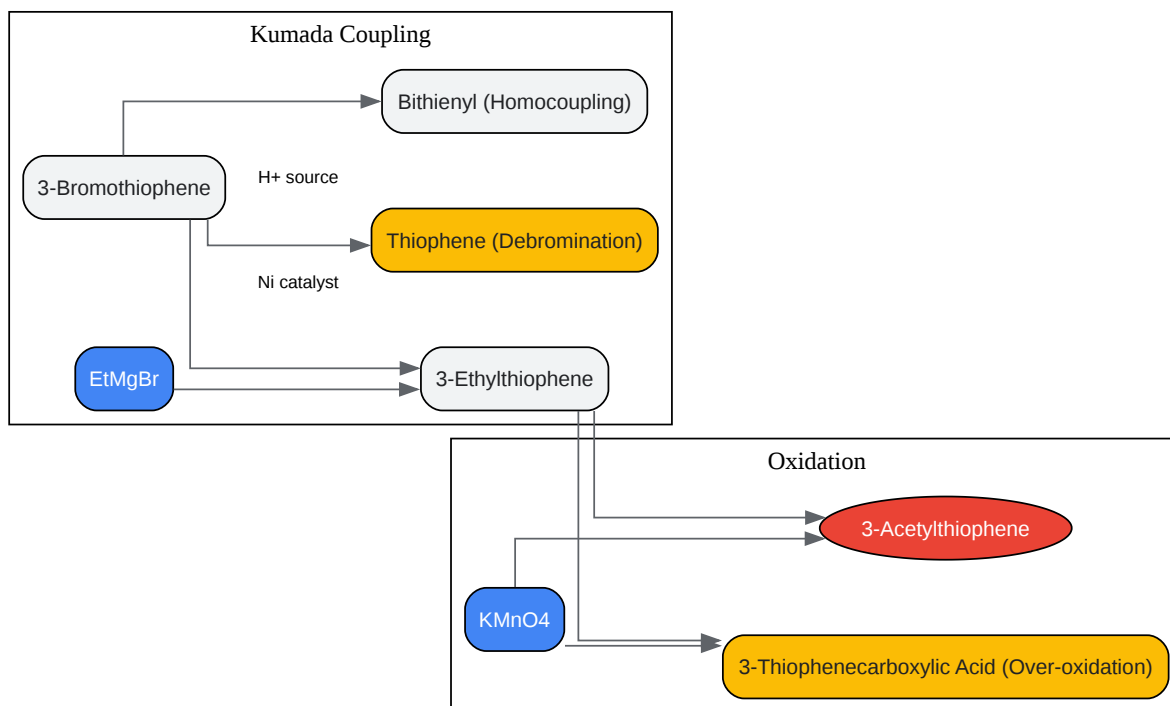 Kumada Coupling
Bithienyl (Homocoupling)
3-Bromothiophene
H+ source
Thiophene (Debromination)
Ni catalyst
EtMgBr
3-Ethylthiophene
Oxidation
3-Acetylthiophene
KMnO4
3-Thiophenecarboxylic Acid (Over-oxidation)